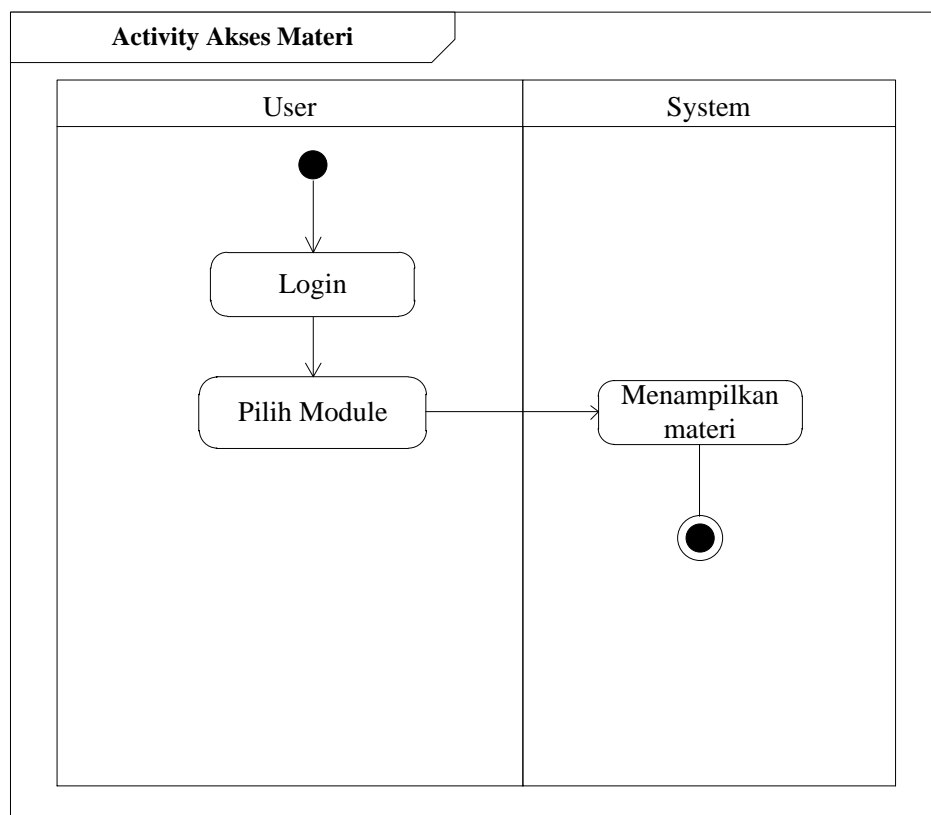 Activity Akses Materi
User
System
Login
Pilih Module
Menampilkan
materi